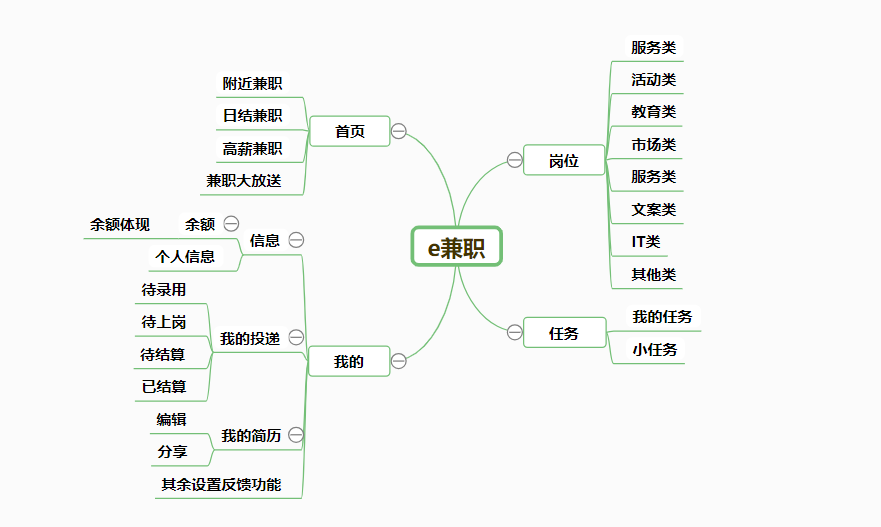 e兼职
首页
附近兼职
日结兼职
高薪兼职
兼职大放送
我的
信息
余额
余额体现
个人信息
我的投递
待录用
待上岗
待结算
已结算
我的简历
编辑
分享
其余设置反馈功能
岗位
服务类
活动类
教育类
市场类
服务类
文案类
IT类
其他类
任务
我的任务
小任务